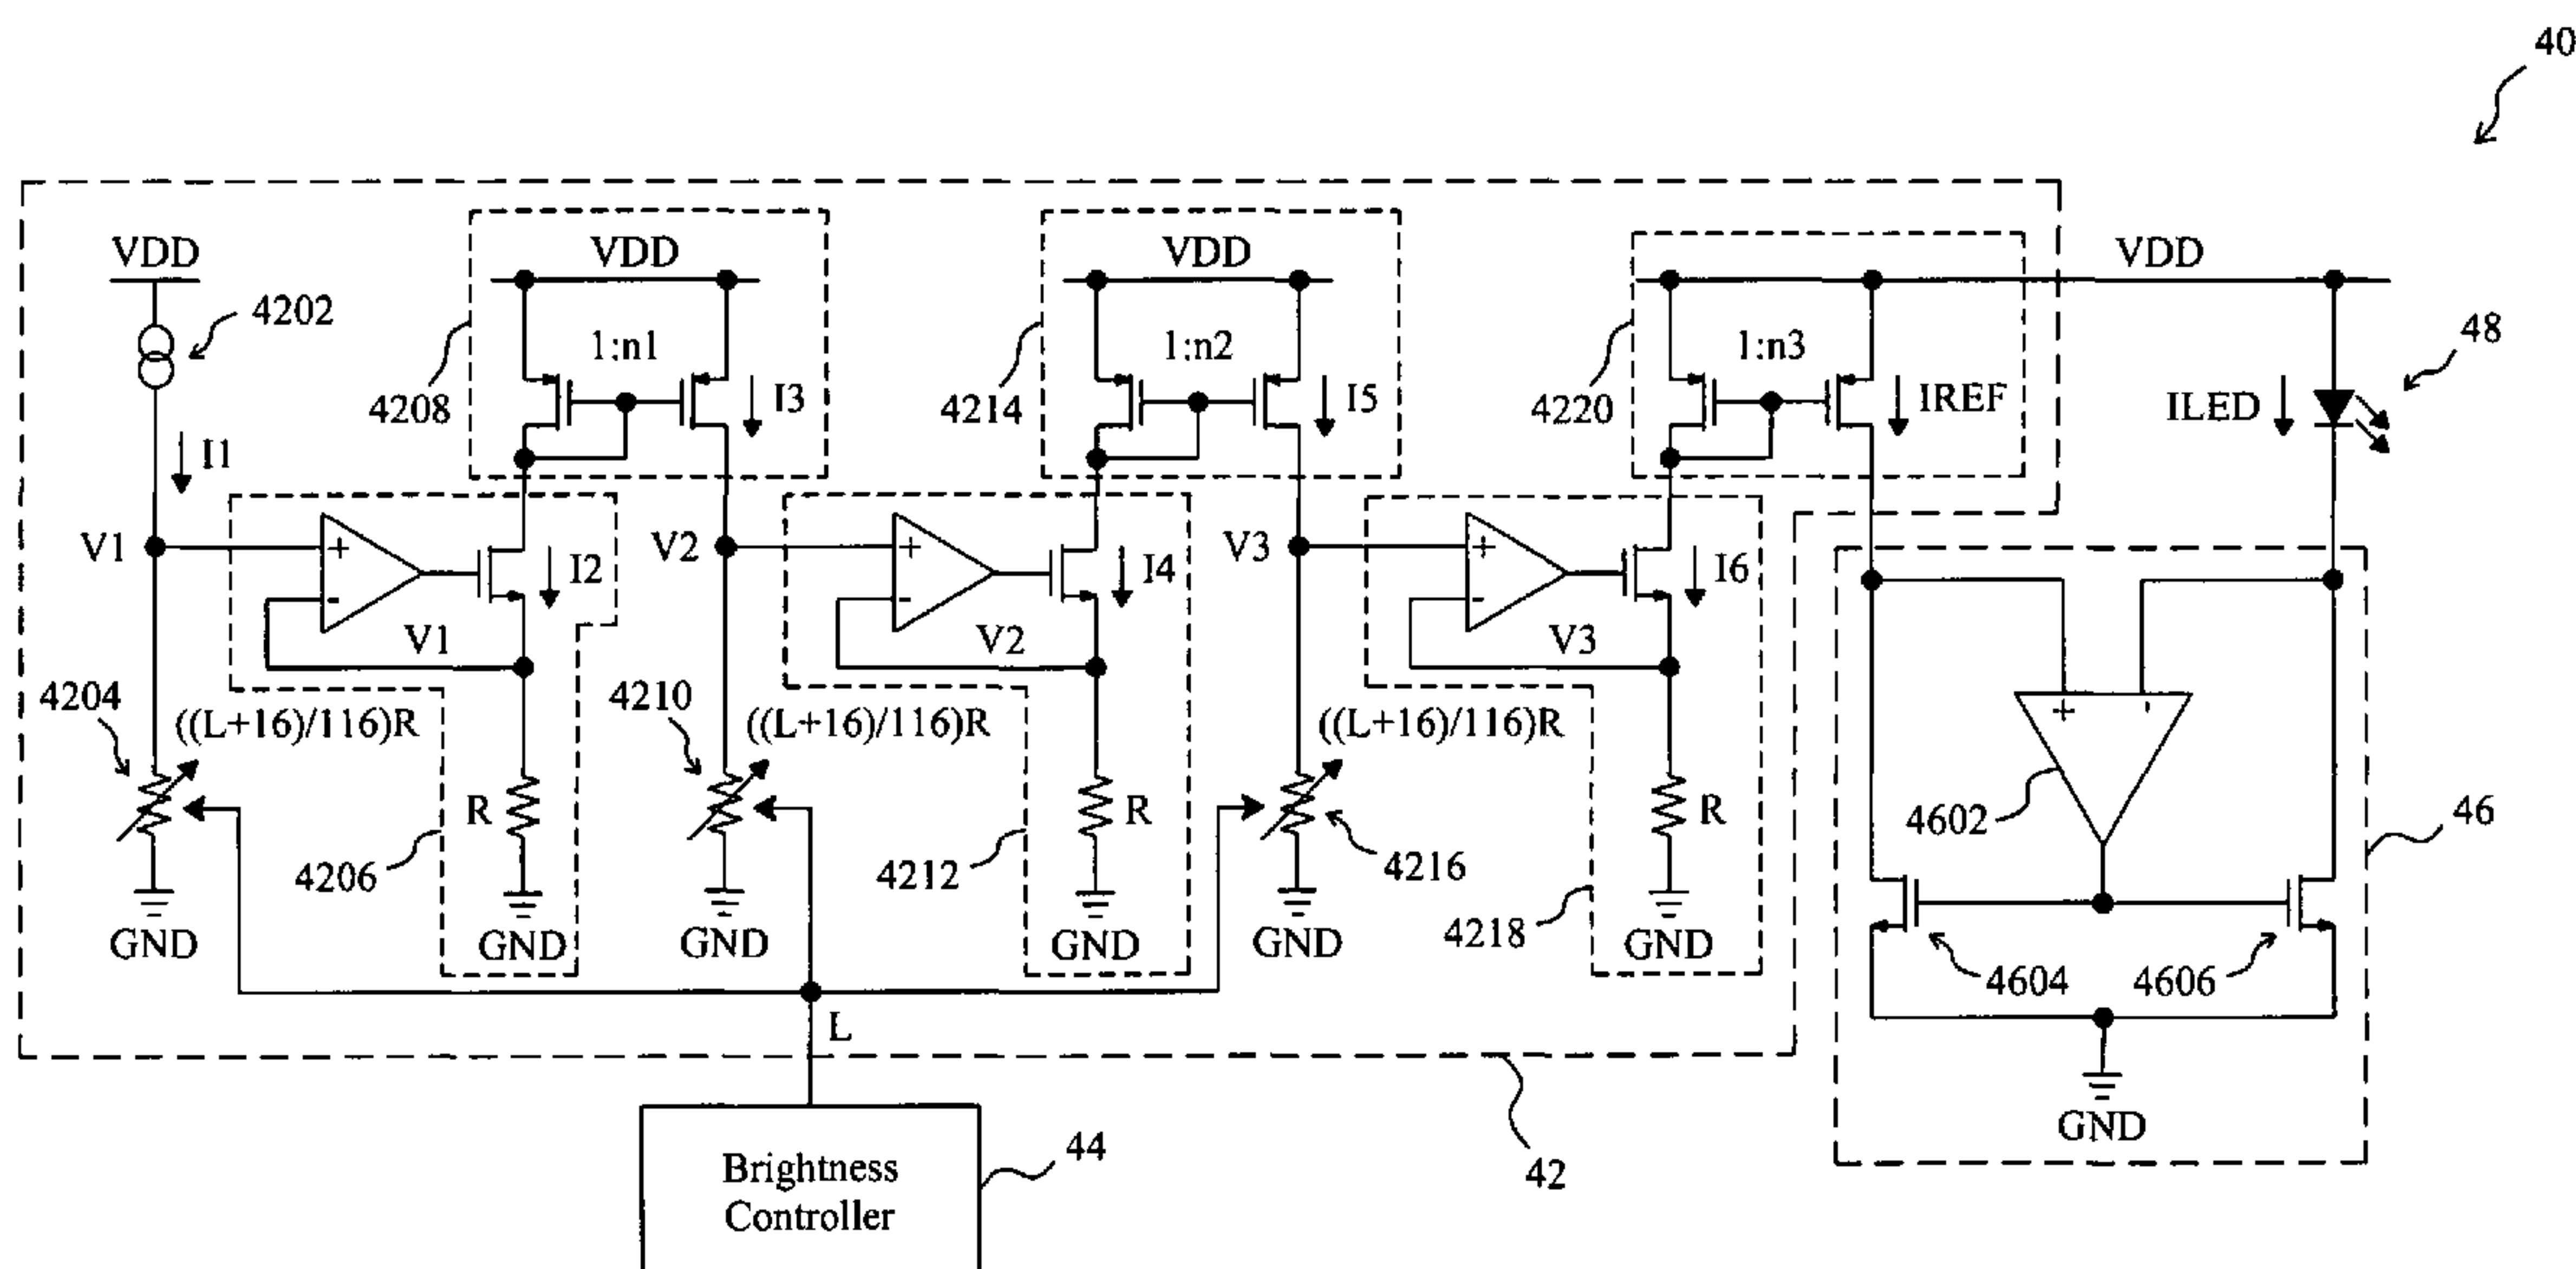 40
VDD
VDD
VDD
VDD
4202
1:n1
1:n2
1:n3
48
4208
I3
4214
I5
4220
IREF
ILED
I1
V1
+
I2
V2
+
I4
V3
+
I6
-
V1
-
V2
-
V3
4204
((L+16)/116)R
4210
((L+16)/116)R
((L+16)/116)R
+
-
R
R
R
4602
46
4206
4212
4216
4218
GND
GND
GND
GND
GND
GND
4604
4606
L
GND
44
42
Brightness
Controller